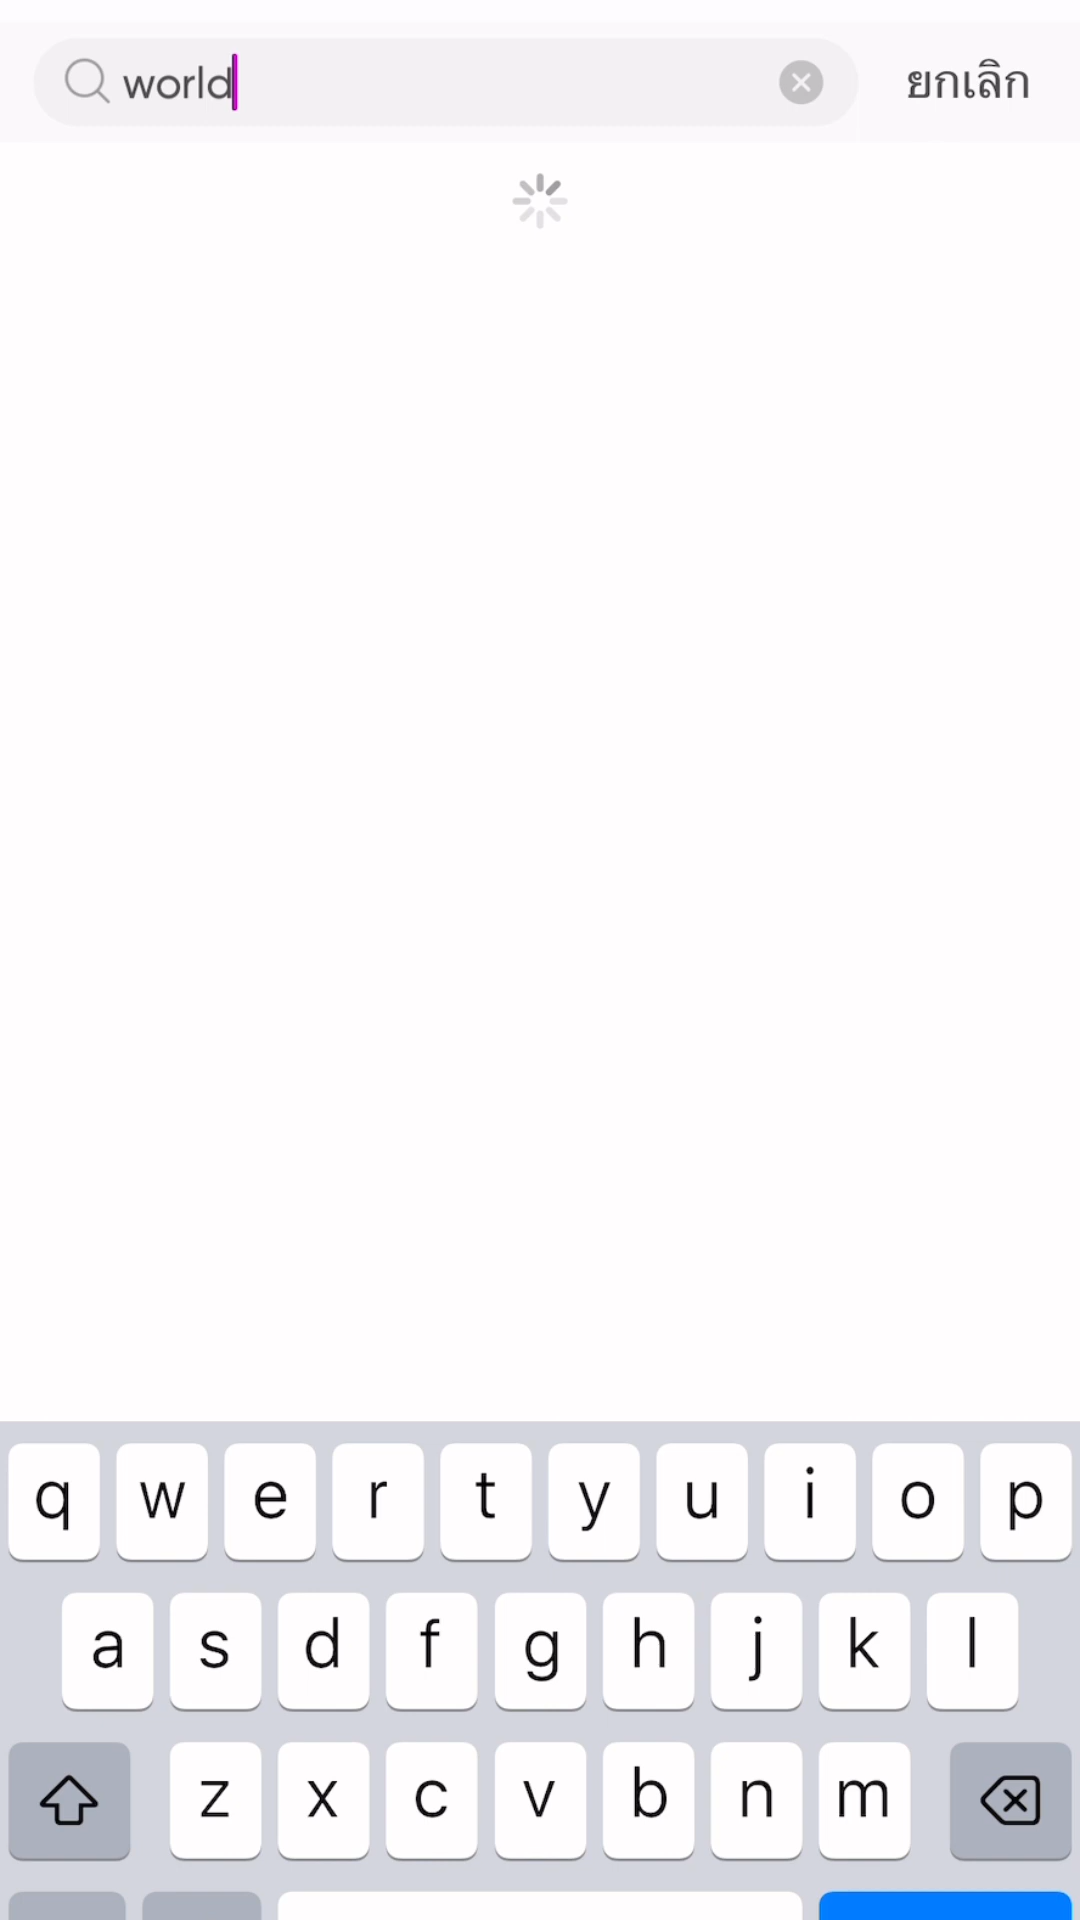 world
ยกเลิก
q w e r t y u i o p
a s d f g h j k l
z x c v b n m